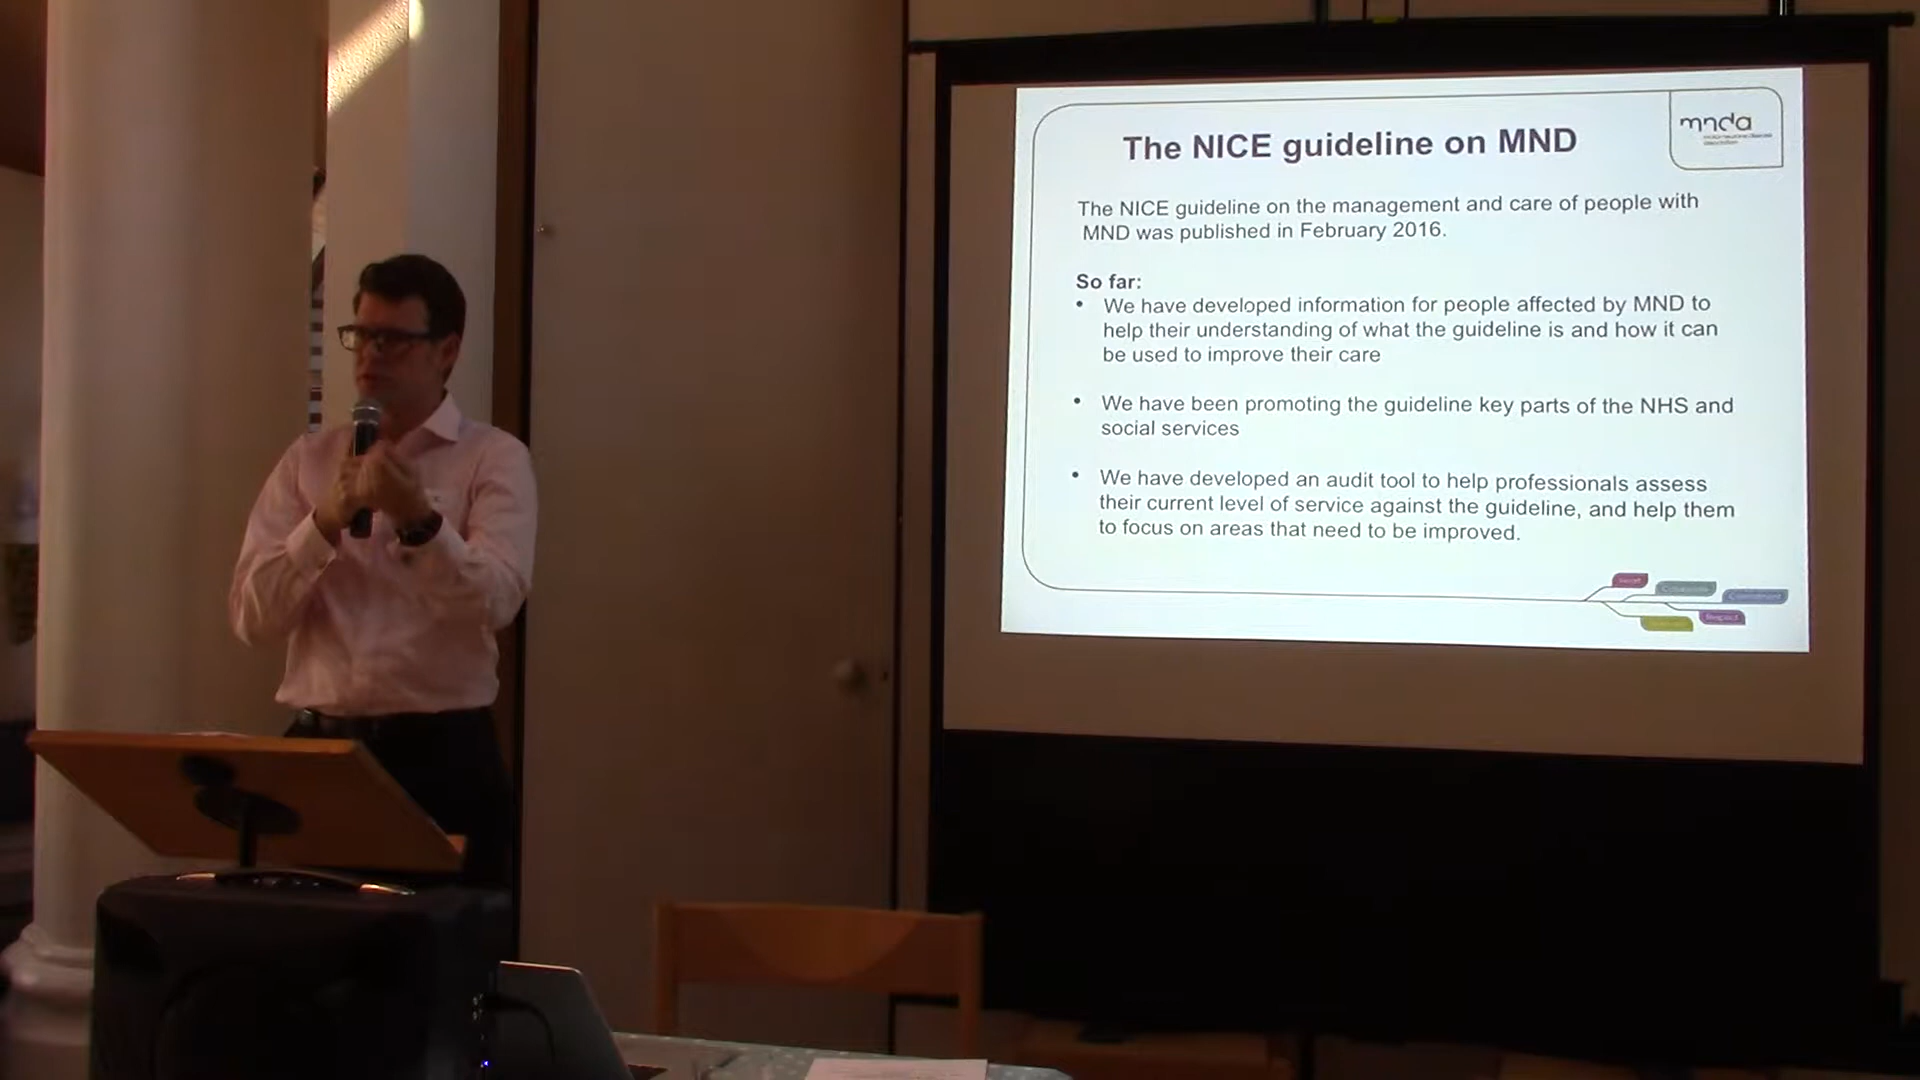 The NICE guideline on MND
mnda
The NICE guideline on the management and care of people with
MND was published in February 2016.
So far:
• We have developed information for people affected by MND to
help their understanding of what the guideline is and how it can
be used to improve their care
• We have been promoting the guideline key parts of the NHS and
social services
• We have developed an audit tool to help professionals assess
their current level of service against the guideline, and help them
to focus on areas that need to be improved.